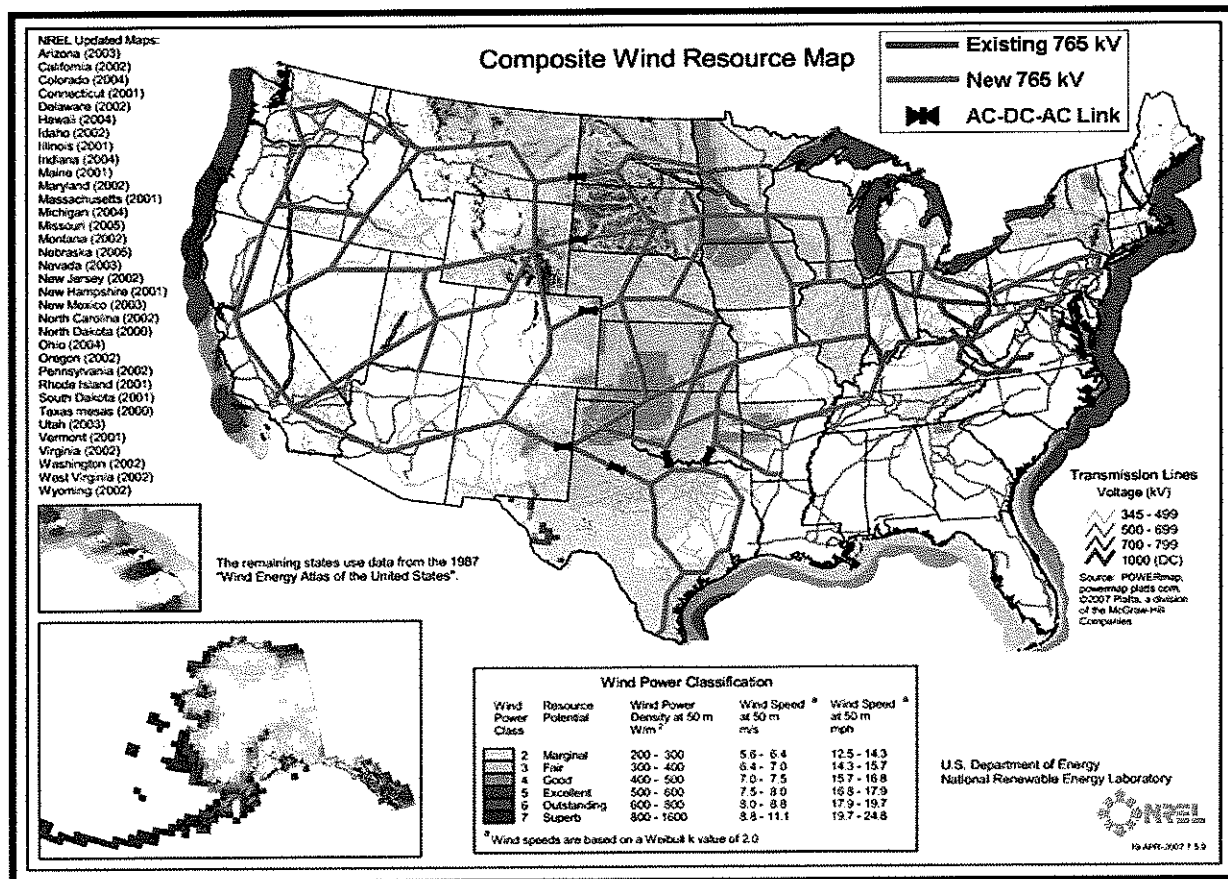 NREL Updated Maps:
Arizona (2003)
California (2002)
Colorado (2004)
Connecticut (2001)
Delaware (2002)
Hawaii (2004)
Idaho (2002)
Illinois (2001)
Indiana (2004)
Maine (2001)
Maryland (2002)
Massachusetts (2001)
Michigan (2004)
Missouri (2005)
Montana (2002)
Nebraska (2005)
Nevada (2003)
New Jersey (2002)
New Hampshire (2001)
New Mexico (2003)
North Carolina (2002)
North Dakota (2000)
Ohio (2004)
Oregon (2002)
Pennsylvania (2002)
Rhode Island (2001)
South Dakota (2001)
Texas mesas (2000)
Utah (2003)
Vermont (2001)
Virginia (2002)
Washington (2002)
West Virginia (2002)
Wyoming (2002)
Composite Wind Resource Map
Existing 765 kV
New 765 kV
AC-DC-AC Link
Transmission Lines
Voltage (kV)
345 - 499
500 - 699
700 - 799
1000 (DC)
Source: POWERmap,
powermap.platts.com,
©2007 Platts, a division
of the McGraw-Hill
Companies
The remaining states use data from the 1987
"Wind Energy Atlas of the United States".
Wind Power Classification
Wind Power Class Resource Potential Wind Power Density at 50 m W/m² Wind Speed ª at 50 m m/s Wind Speed ª at 50 m mph
2 Marginal 200 - 300 5.6 - 6.4 12.5 - 14.3
3 Fair 300 - 400 6.4 - 7.0 14.3 - 15.7
4 Good 400 - 500 7.0 - 7.5 15.7 - 16.8
5 Excellent 500 - 600 7.5 - 8.0 16.8 - 17.9
6 Outstanding 600 - 800 8.0 - 8.8 17.9 - 19.7
7 Superb 800 - 1600 8.8 - 11.1 19.7 - 24.8
ª Wind speeds are based on a Weibull k value of 2.0
U.S. Department of Energy
National Renewable Energy Laboratory
NREL